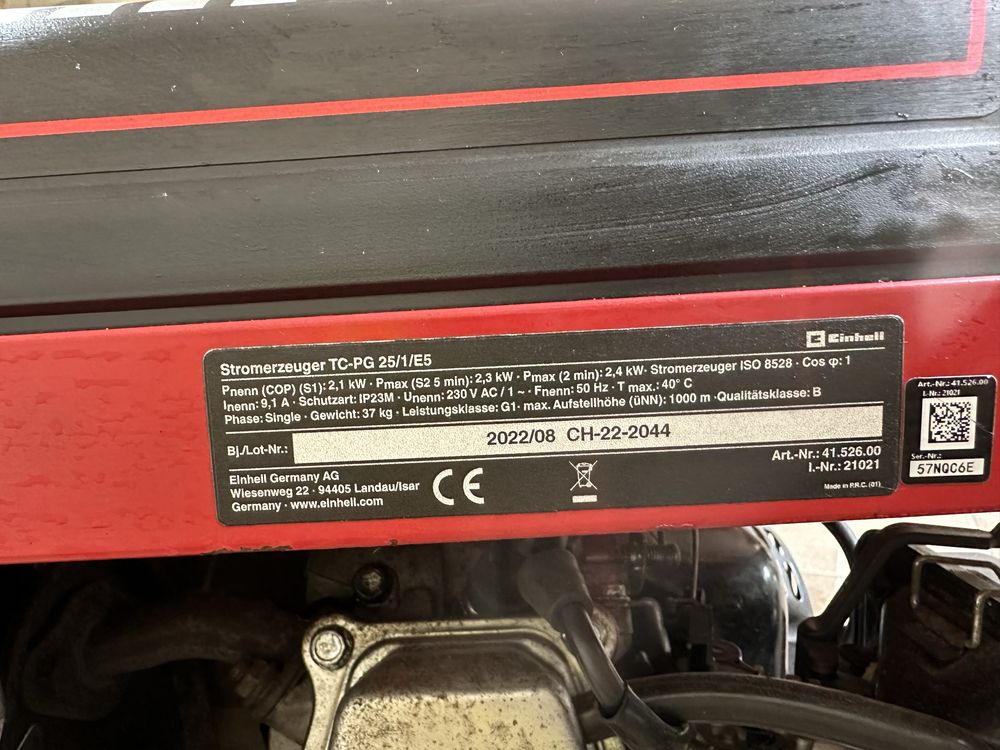 Einhell
Stromerzeuger TC-PG 25/1/E5
Pnenn (COP) (S1): 2,1 kW · Pmax (S2 5 min): 2,3 kW · Pmax (2 min): 2,4 kW · Stromerzeuger ISO 8528 · Cos φ: 1
Inenn: 9,1 A · Schutzart: IP23M · Unenn: 230 V AC / 1 ~ · Fnenn: 50 Hz · T max.: 40° C
Phase: Single · Gewicht: 37 kg · Leistungsklasse: G1 · max. Aufstellhöhe (üNN): 1000 m · Qualitätsklasse: B
Bj./Lot-Nr.: 2022/08 CH-22-2044
Art.-Nr.: 41.526.00
I.-Nr.: 21021
Einhell Germany AG
Wiesenweg 22 · 94405 Landau/Isar
Germany · www.einhell.com
CE
Made in P.R.C. (01)
Art.-Nr.: 41.526.00
I.-Nr.: 21021
Ser.-Nr.:
57NQC6E